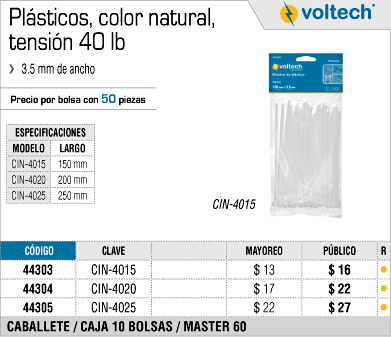 Plásticos, color natural,
tensión 40 lb
voltech®
› 3.5 mm de ancho
Precio por bolsa con 50 piezas
ESPECIFICACIONES
MODELO LARGO
CIN-4015 150 mm
CIN-4020 200 mm
CIN-4025 250 mm
voltech
CIN-4015
CÓDIGO CLAVE MAYOREO PÚBLICO R
44303 CIN-4015 $ 13 $ 16
44304 CIN-4020 $ 17 $ 22
44305 CIN-4025 $ 22 $ 27
CABALLETE / CAJA 10 BOLSAS / MASTER 60